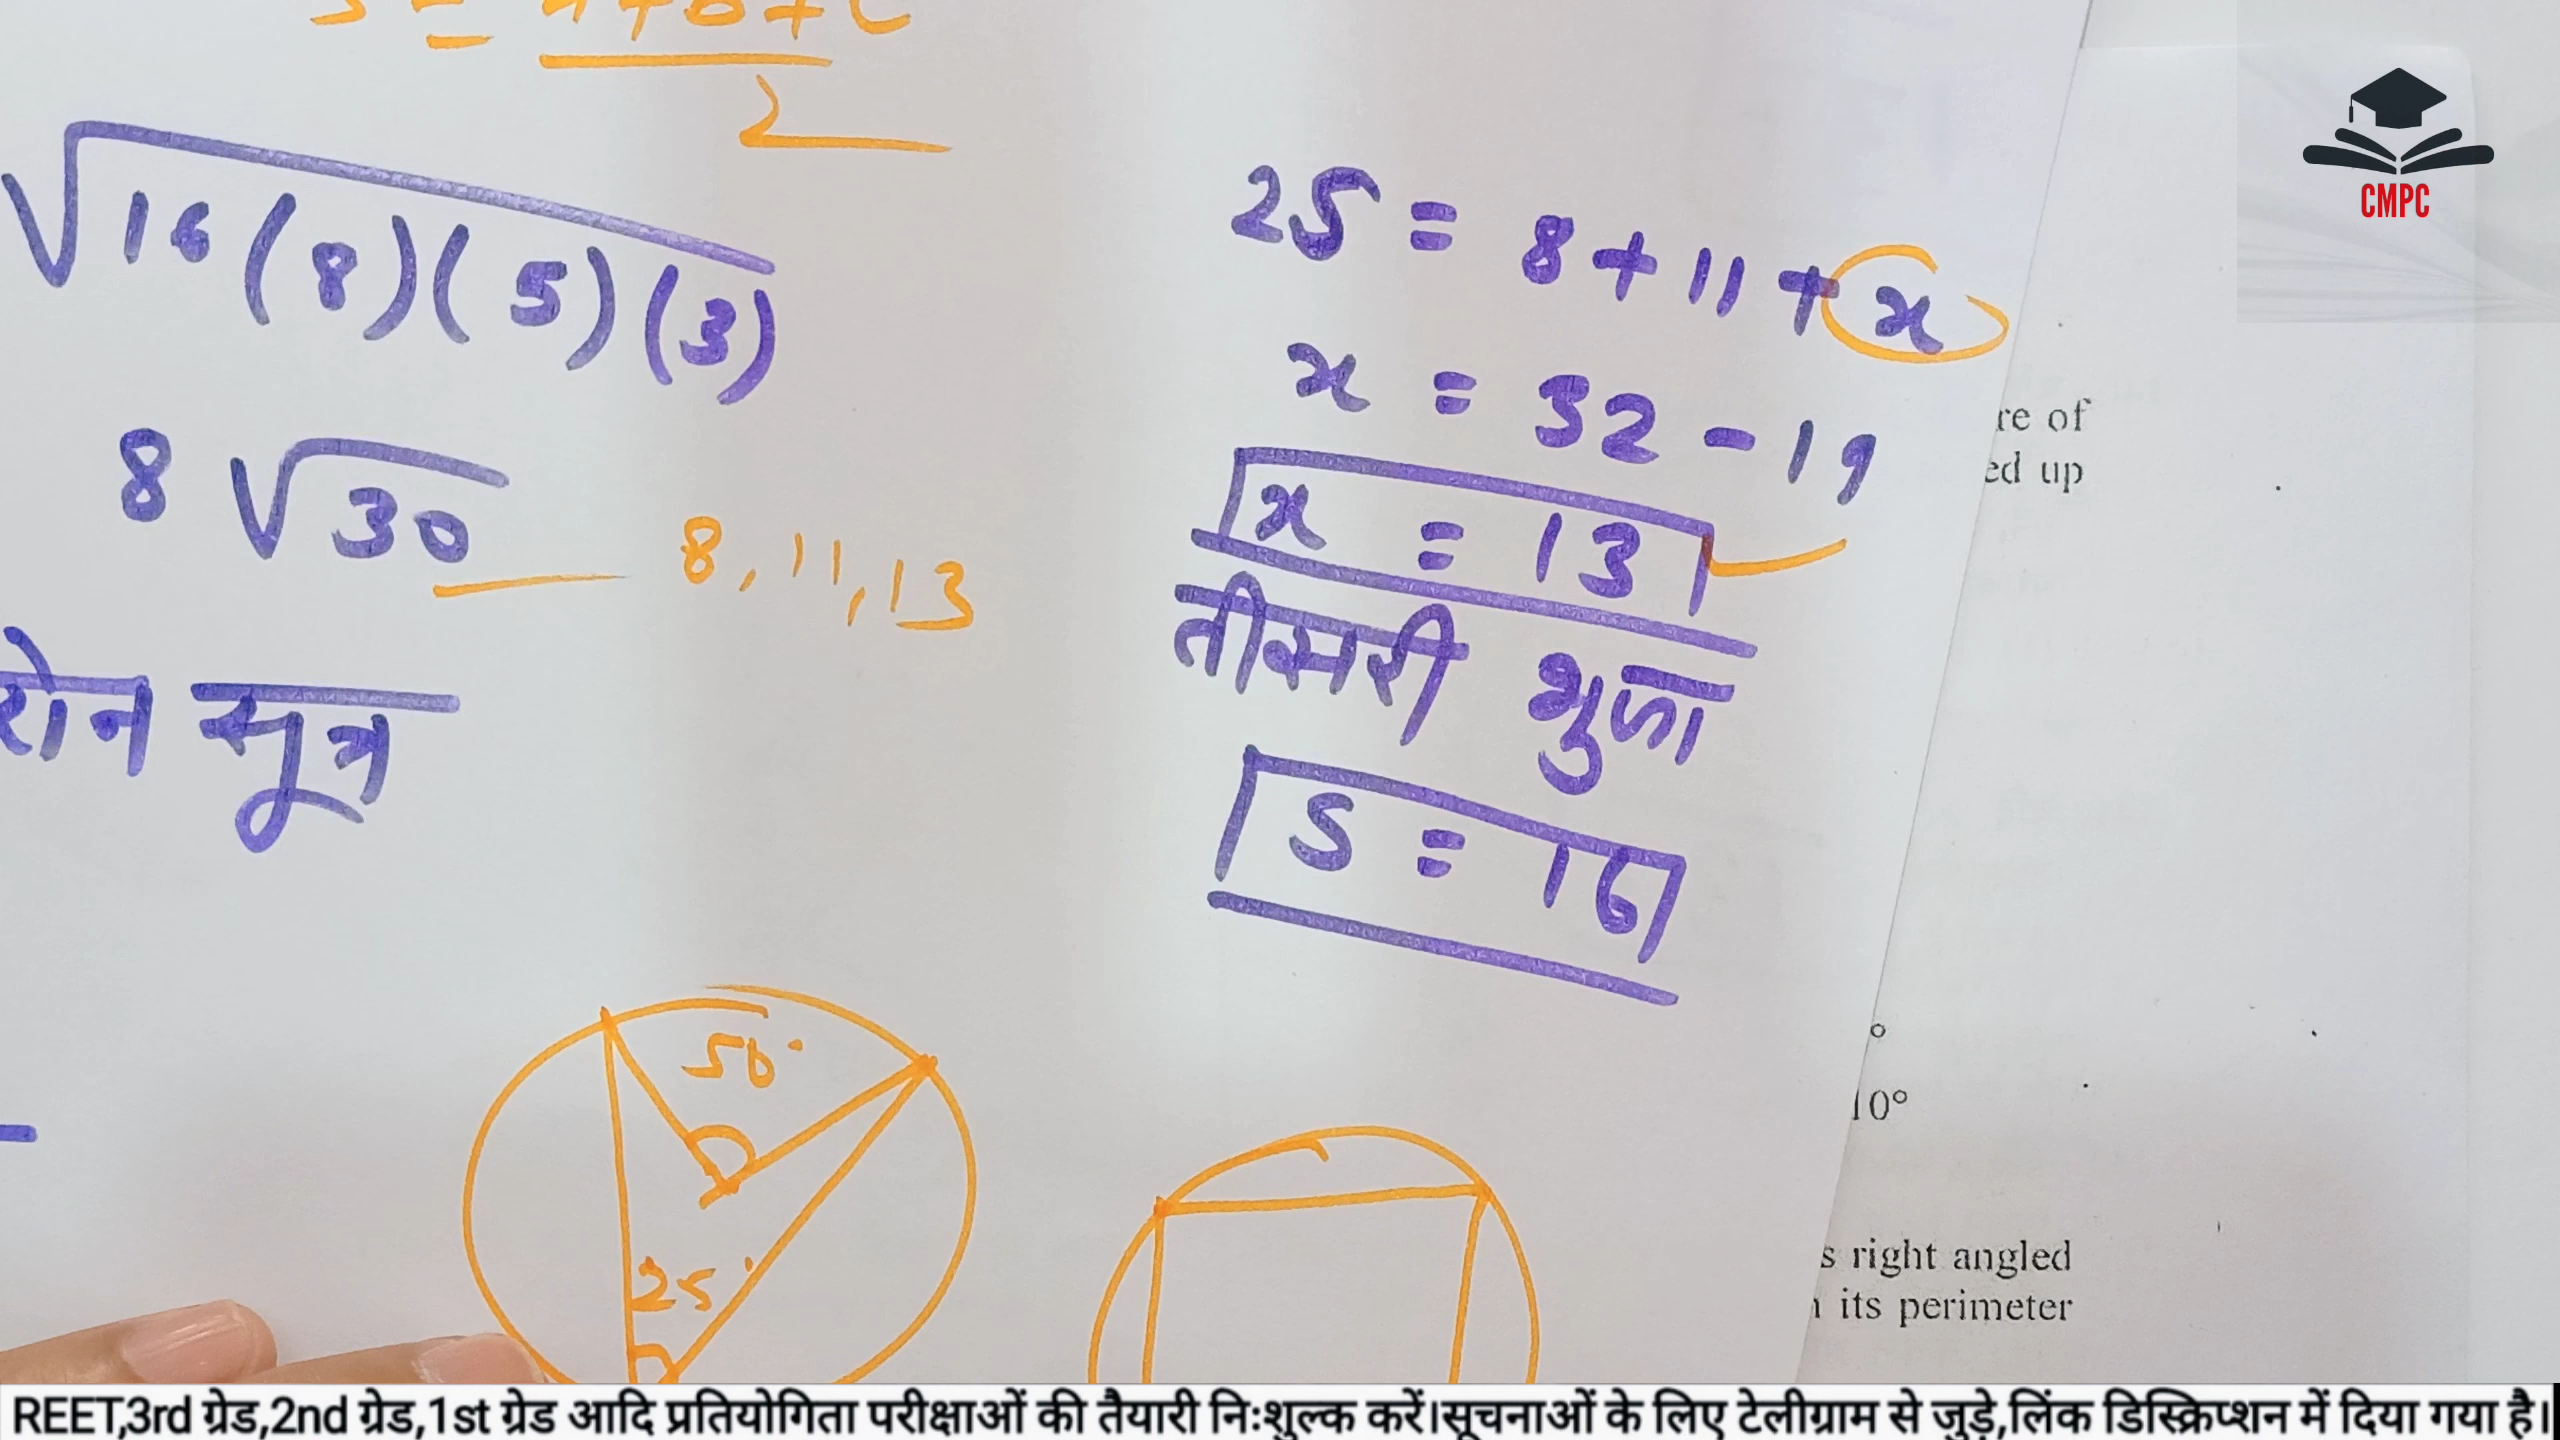 S = a+b+c
2
√16(8)(5)(3)
8√30
8, 11, 13
रोन सूत्र
2S = 8+11+x
x = 32-19
x = 13
तीसरी भुजा
S = 16
50°
25°
CMPC
re of
ed up
°
10°
s right angled
its perimeter
REET,3rd ग्रेड,2nd ग्रेड,1st ग्रेड आदि प्रतियोगिता परीक्षाओं की तैयारी निःशुल्क करें।सूचनाओं के लिए टेलीग्राम से जुड़े,लिंक डिस्क्रिप्शन में दिया गया है।